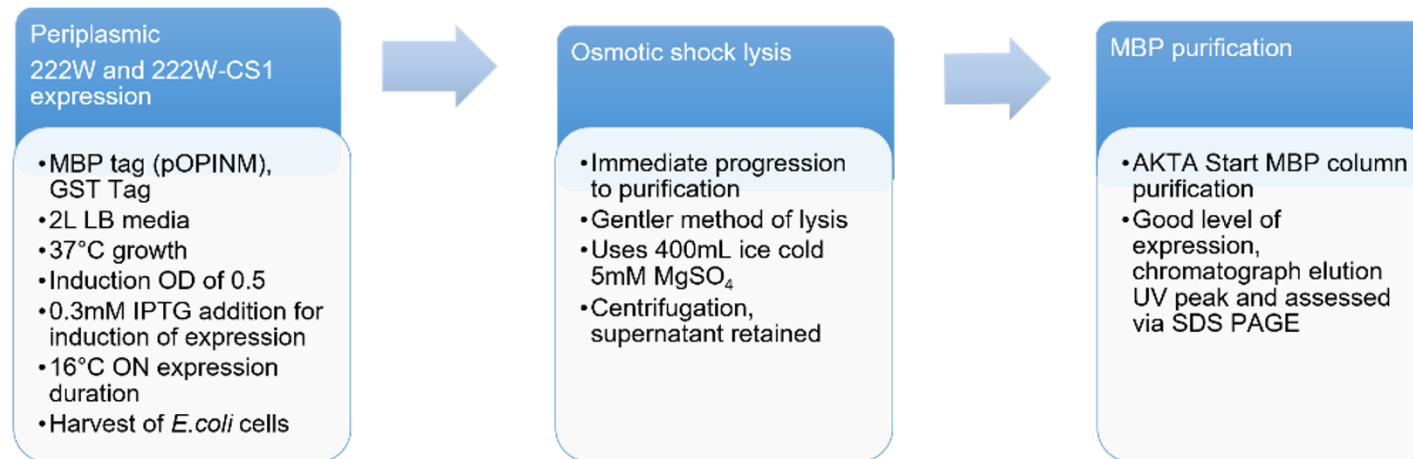 Periplasmic
222W and 222W-CS1
expression
•MBP tag (pOPINM),
GST Tag
•2L LB media
•37°C growth
•Induction OD of 0.5
•0.3mM IPTG addition for
induction of expression
•16°C ON expression
duration
•Harvest of E.coli cells
Osmotic shock lysis
•Immediate progression
to purification
•Gentler method of lysis
•Uses 400mL ice cold
5mM MgSO₄
•Centrifugation,
supernatant retained
MBP purification
•AKTA Start MBP column
purification
•Good level of
expression,
chromatograph elution
UV peak and assessed
via SDS PAGE